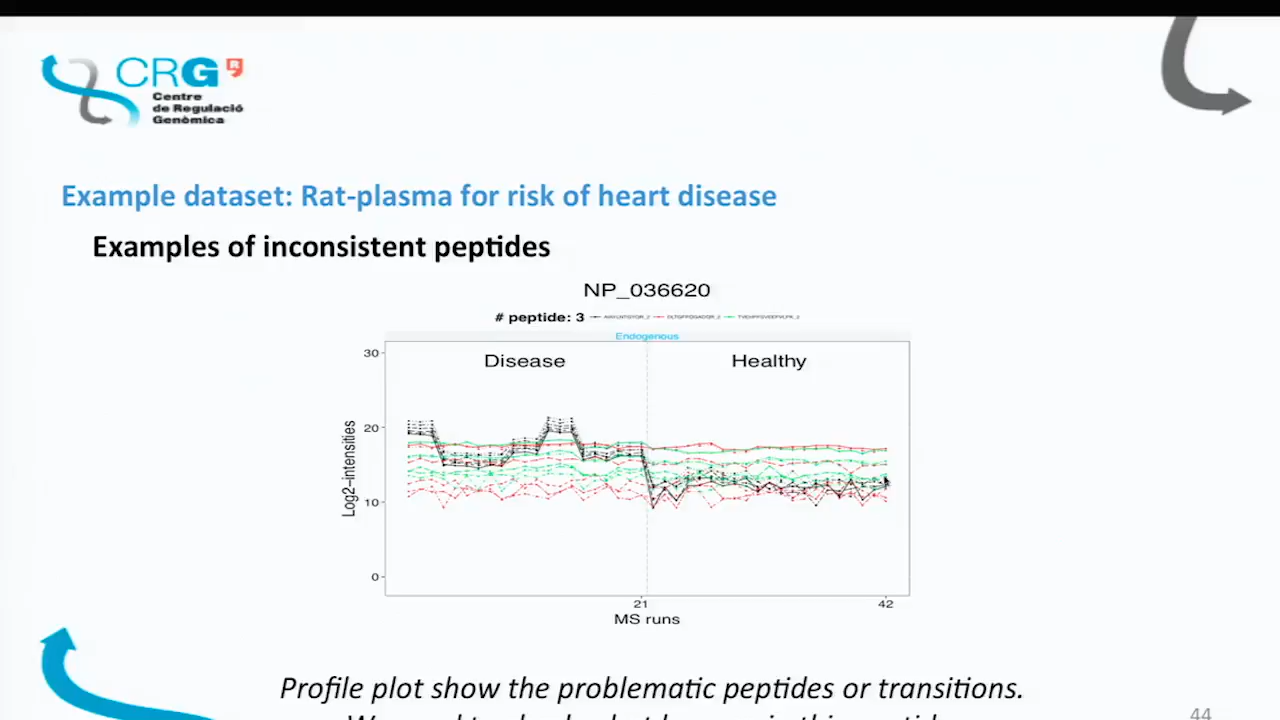 CRG
Centre
de Regulació
Genòmica
Example dataset: Rat-plasma for risk of heart disease
Examples of inconsistent peptides
NP_036620
# peptide: 3
Endogenous
Disease
Healthy
30
20
10
0
Log2-intensities
21
42
MS runs
Profile plot show the problematic peptides or transitions.
44